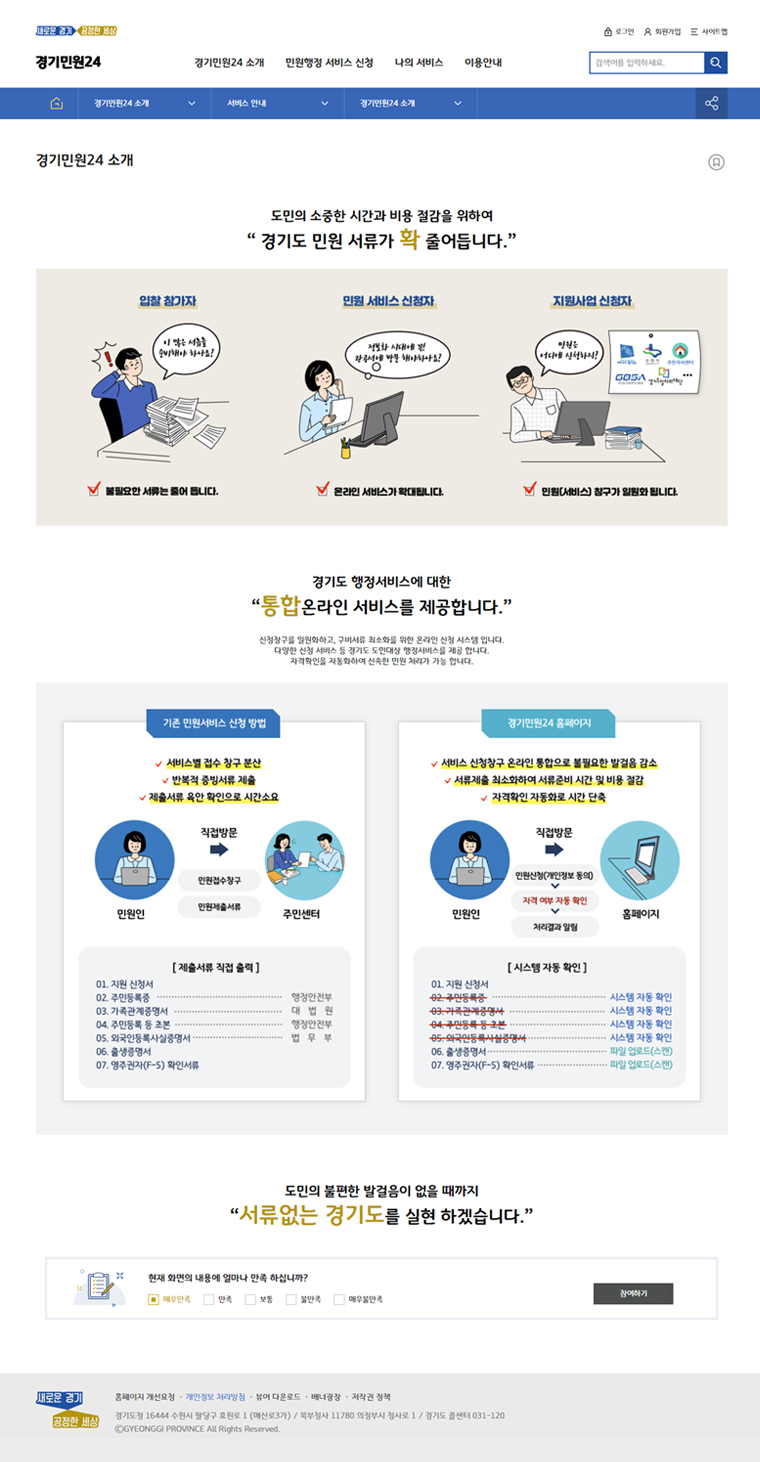 새로운 경기 공정한 세상
로그인 회원가입 사이트맵
경기민원24
경기민원24 소개 민원행정 서비스 신청 나의 서비스 이용안내
검색어를 입력하세요.
경기민원24 소개 서비스 안내 경기민원24 소개
경기민원24 소개
도민의 소중한 시간과 비용 절감을 위하여
“ 경기도 민원 서류가 확 줄어듭니다.”
입찰 참가자
이 많은 서류를
준비해야 하나요?
불필요한 서류는 줄어 듭니다.
민원 서비스 신청자
정보화 시대에 꼭
관공서에 방문 해야하나요?
온라인 서비스가 확대됩니다.
지원사업 신청자
민원은
어디에 신청하지?
수원시
주민자치센터
GBSA
경기도일자리재단
민원(서비스) 창구가 일원화 됩니다.
경기도 행정서비스에 대한
“통합온라인 서비스를 제공합니다.”
신청창구를 일원화하고, 구비서류 최소화를 위한 온라인 신청 시스템 입니다.
다양한 신청 서비스 등 경기도 도민대상 행정서비스를 제공 합니다.
자격확인을 자동화하여 신속한 민원 처리가 가능 합니다.
기존 민원서비스 신청 방법
서비스별 접수 창구 분산
반복적 증빙서류 제출
제출서류 육안 확인으로 시간소요
직접방문
민원접수창구
민원제출서류
민원인
주민센터
[ 제출서류 직접 출력 ]
01. 지원 신청서
02. 주민등록증 행정안전부
03. 가족관계증명서 대 법 원
04. 주민등록 등 초본 행정안전부
05. 외국인등록사실증명서 법 무 부
06. 출생증명서
07. 영주권자(F-5) 확인서류
경기민원24 홈페이지
서비스 신청창구 온라인 통합으로 불필요한 발걸음 감소
서류제출 최소화하여 서류준비 시간 및 비용 절감
자격확인 자동화로 시간 단축
직접방문
민원신청(개인정보 동의)
자격 여부 자동 확인
처리결과 알림
민원인
홈페이지
[ 시스템 자동 확인 ]
01. 지원 신청서
02. 주민등록증 시스템 자동 확인
03. 가족관계증명서 시스템 자동 확인
04. 주민등록 등 초본 시스템 자동 확인
05. 외국인등록사실증명서 시스템 자동 확인
06. 출생증명서 파일 업로드(스캔)
07. 영주권자(F-5) 확인서류 파일 업로드(스캔)
도민의 불편한 발걸음이 없을 때까지
“서류없는 경기도를 실현 하겠습니다.”
현재 화면의 내용에 얼마나 만족 하십니까?
매우만족 만족 보통 불만족 매우불만족
참여하기
새로운 경기
공정한 세상
홈페이지 개선요청 · 개인정보 처리방침 · 뷰어 다운로드 · 배너광장 · 저작권 정책
경기도청 16444 수원시 팔달구 효원로 1 (매산로3가) / 북부청사 11780 의정부시 청사로 1 / 경기도 콜센터 031-120
ⓒGYEONGGI PROVINCE All Rights Reserved.